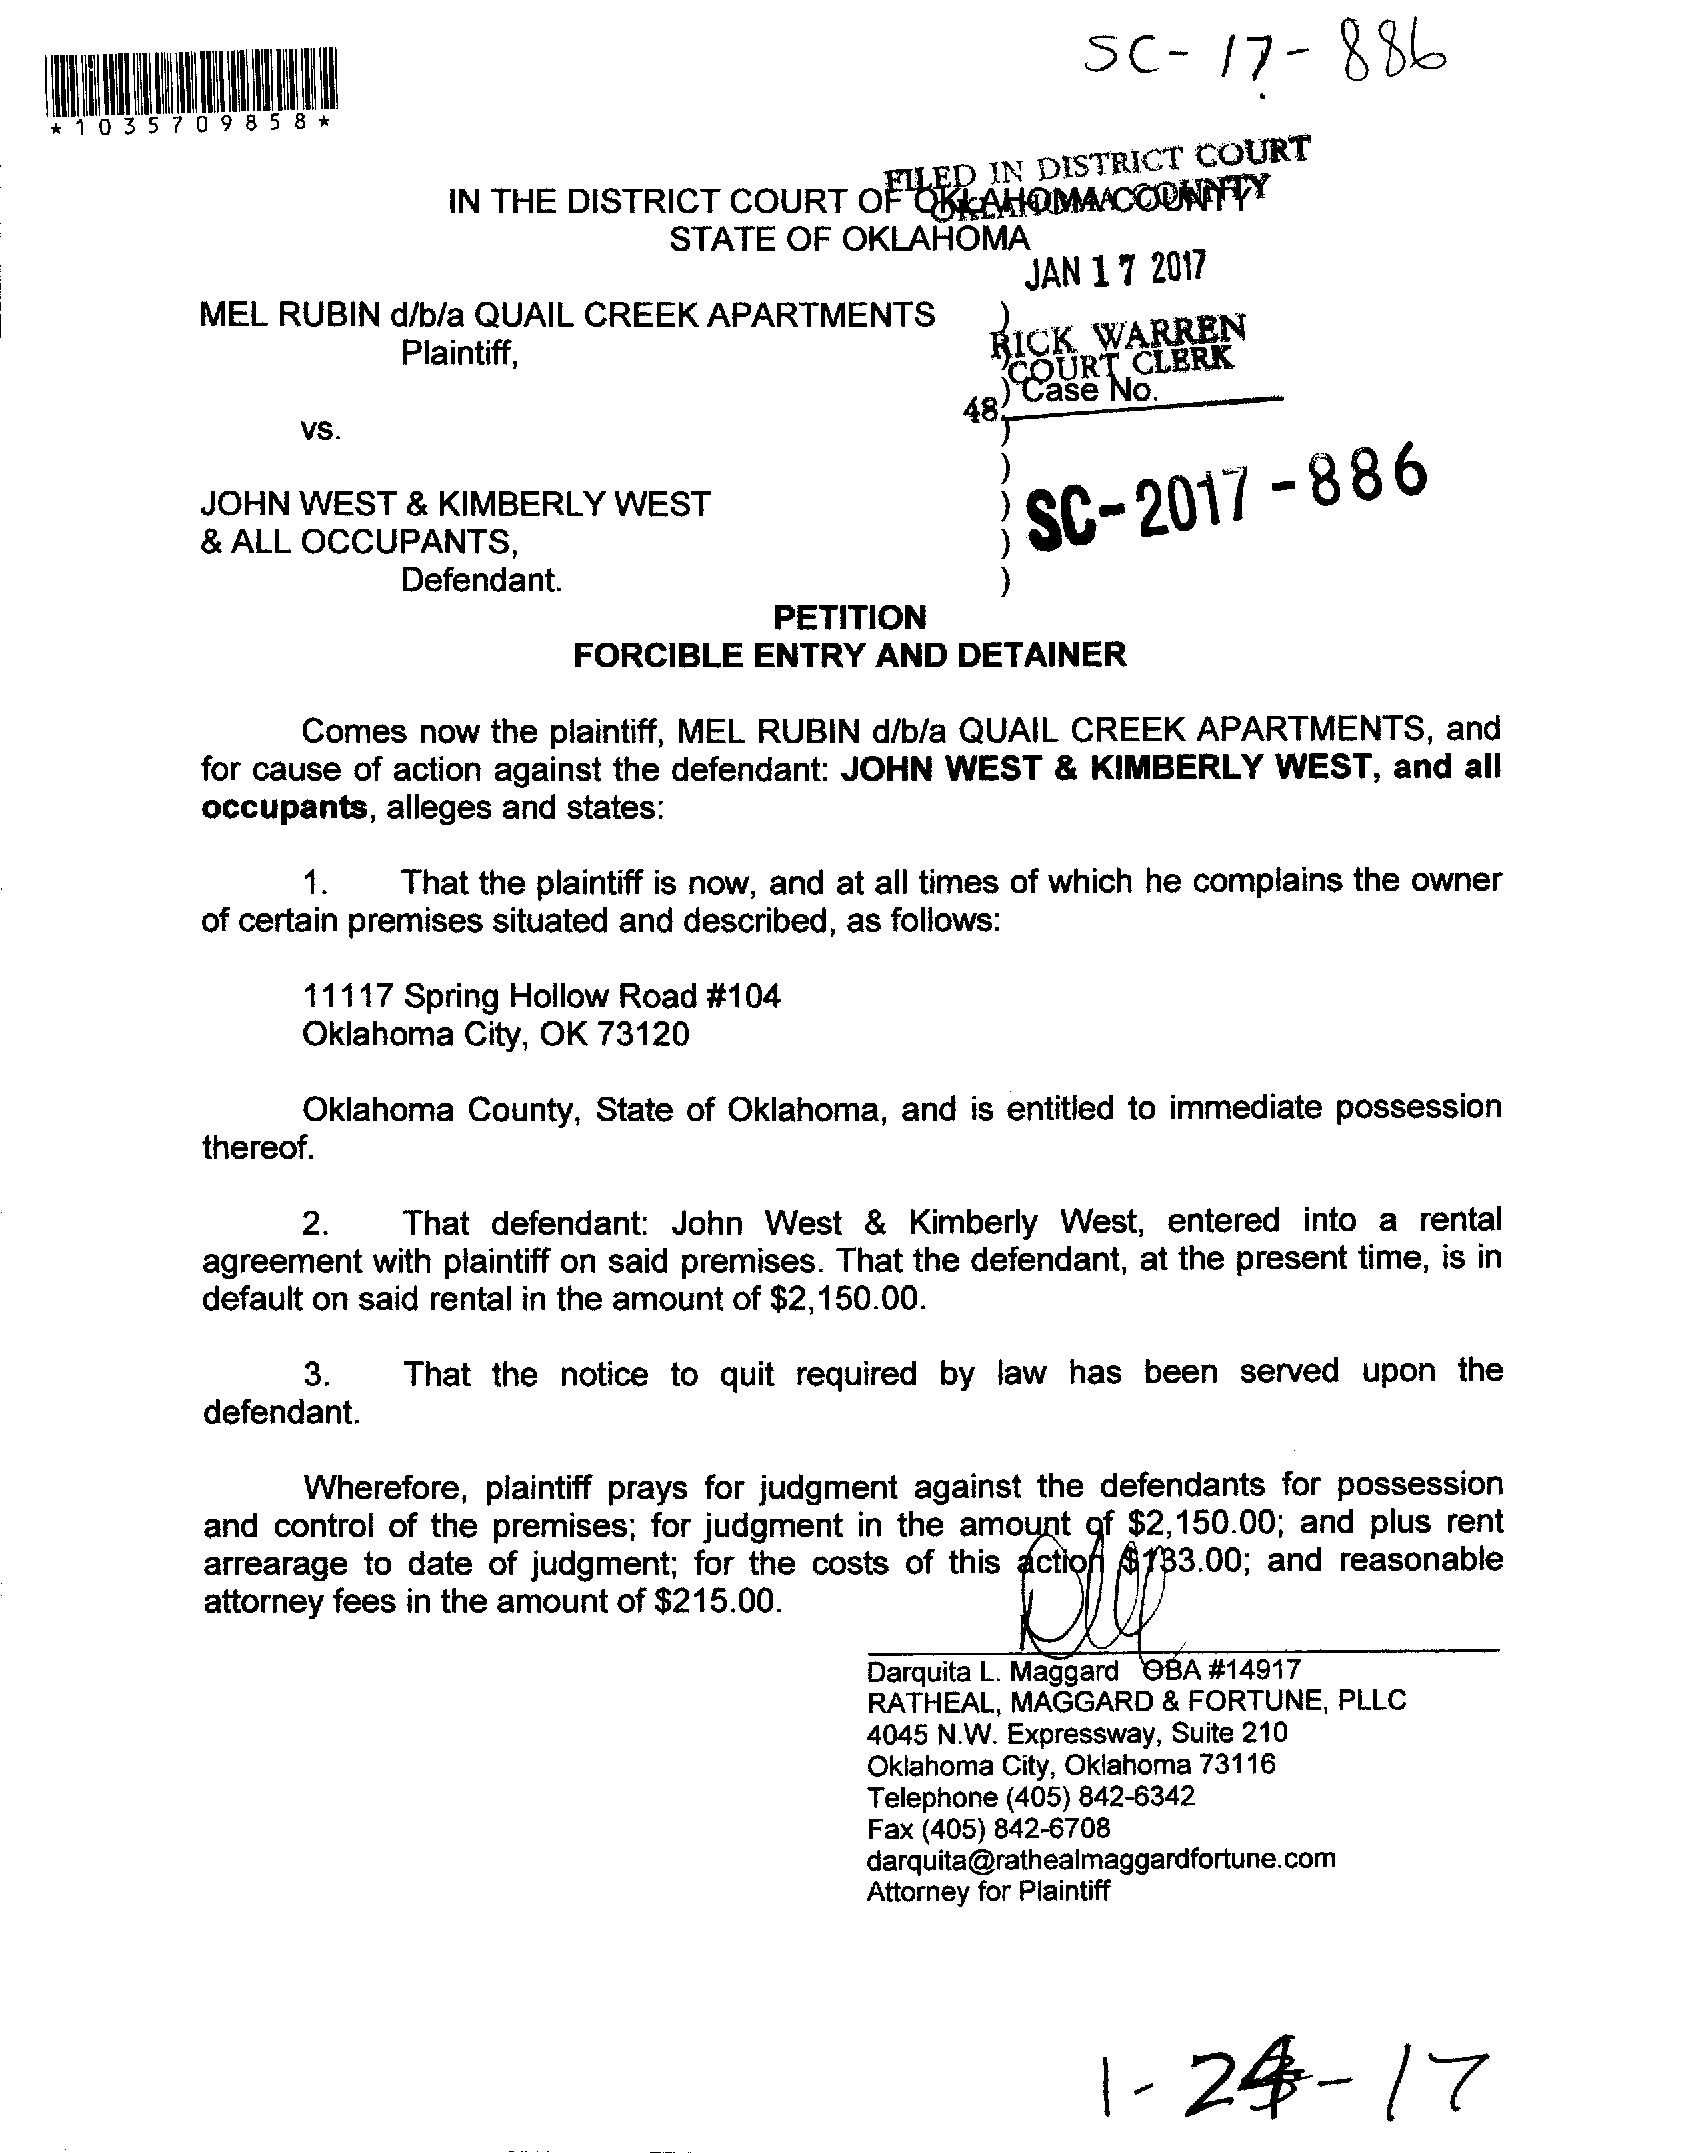 SC-17-886
*1035709858*
FILED IN DISTRICT COURT
OKLAHOMA COUNTY
IN THE DISTRICT COURT OF OKLAHOMA COUNTY
STATE OF OKLAHOMA
JAN 17 2017
MEL RUBIN d/b/a QUAIL CREEK APARTMENTS )
Plaintiff,
RICK WARREN
COURT CLERK
) Case No.
48
vs. )
)
JOHN WEST & KIMBERLY WEST )
SC-2017-886
& ALL OCCUPANTS, )
Defendant. )
PETITION
FORCIBLE ENTRY AND DETAINER
Comes now the plaintiff, MEL RUBIN d/b/a QUAIL CREEK APARTMENTS, and
for cause of action against the defendant: JOHN WEST & KIMBERLY WEST, and all
occupants, alleges and states:
1. That the plaintiff is now, and at all times of which he complains the owner
of certain premises situated and described, as follows:
11117 Spring Hollow Road #104
Oklahoma City, OK 73120
Oklahoma County, State of Oklahoma, and is entitled to immediate possession
thereof.
2. That defendant: John West & Kimberly West, entered into a rental
agreement with plaintiff on said premises. That the defendant, at the present time, is in
default on said rental in the amount of $2,150.00.
3. That the notice to quit required by law has been served upon the
defendant.
Wherefore, plaintiff prays for judgment against the defendants for possession
and control of the premises; for judgment in the amount of $2,150.00; and plus rent
arrearage to date of judgment; for the costs of this action $183.00; and reasonable
attorney fees in the amount of $215.00.
Darquita L. Maggard OBA #14917
RATHEAL, MAGGARD & FORTUNE, PLLC
4045 N.W. Expressway, Suite 210
Oklahoma City, Oklahoma 73116
Telephone (405) 842-6342
Fax (405) 842-6708
darquita@rathealmaggardfortune.com
Attorney for Plaintiff